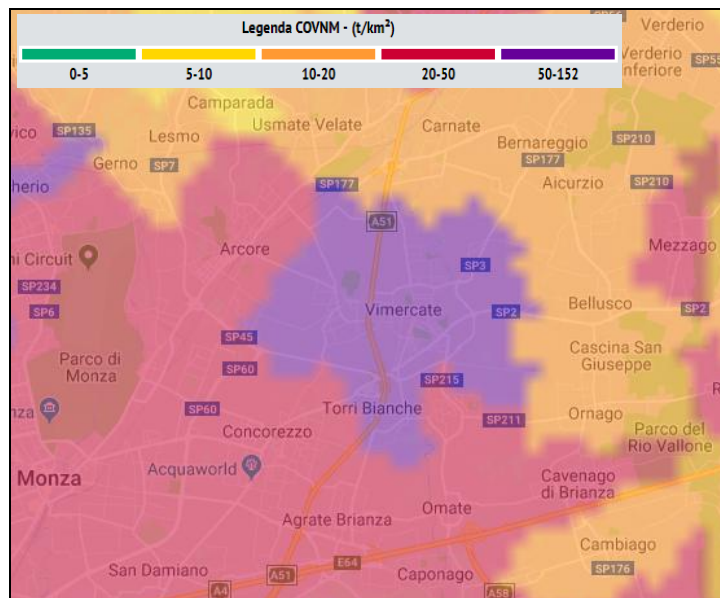 Legenda COVNM - (t/km²)
0-5
5-10
10-20
20-50
50-152
Verderio
Verderio
Inferiore
SP55
Camparada
Usmate Velate
Carnate
SP135
Lesmo
SP210
Bernareggio
Gerno
SP7
SP177
SP177
Aicurzio
SP210
A51
Arcore
Mezzago
SP3
SP234
SP6
Vimercate
SP2
Bellusco
SP2
SP45
Parco di
Monza
SP60
Cascina San
Giuseppe
SP215
SP60
Torri Bianche
SP211
Ornago
Concorezzo
Parco del
Rio Vallone
Monza
Acquaworld
Cavenago
di Brianza
Agrate Brianza
Omate
E64
Cambiago
San Damiano
A51
Caponago
SP176
A4
A58